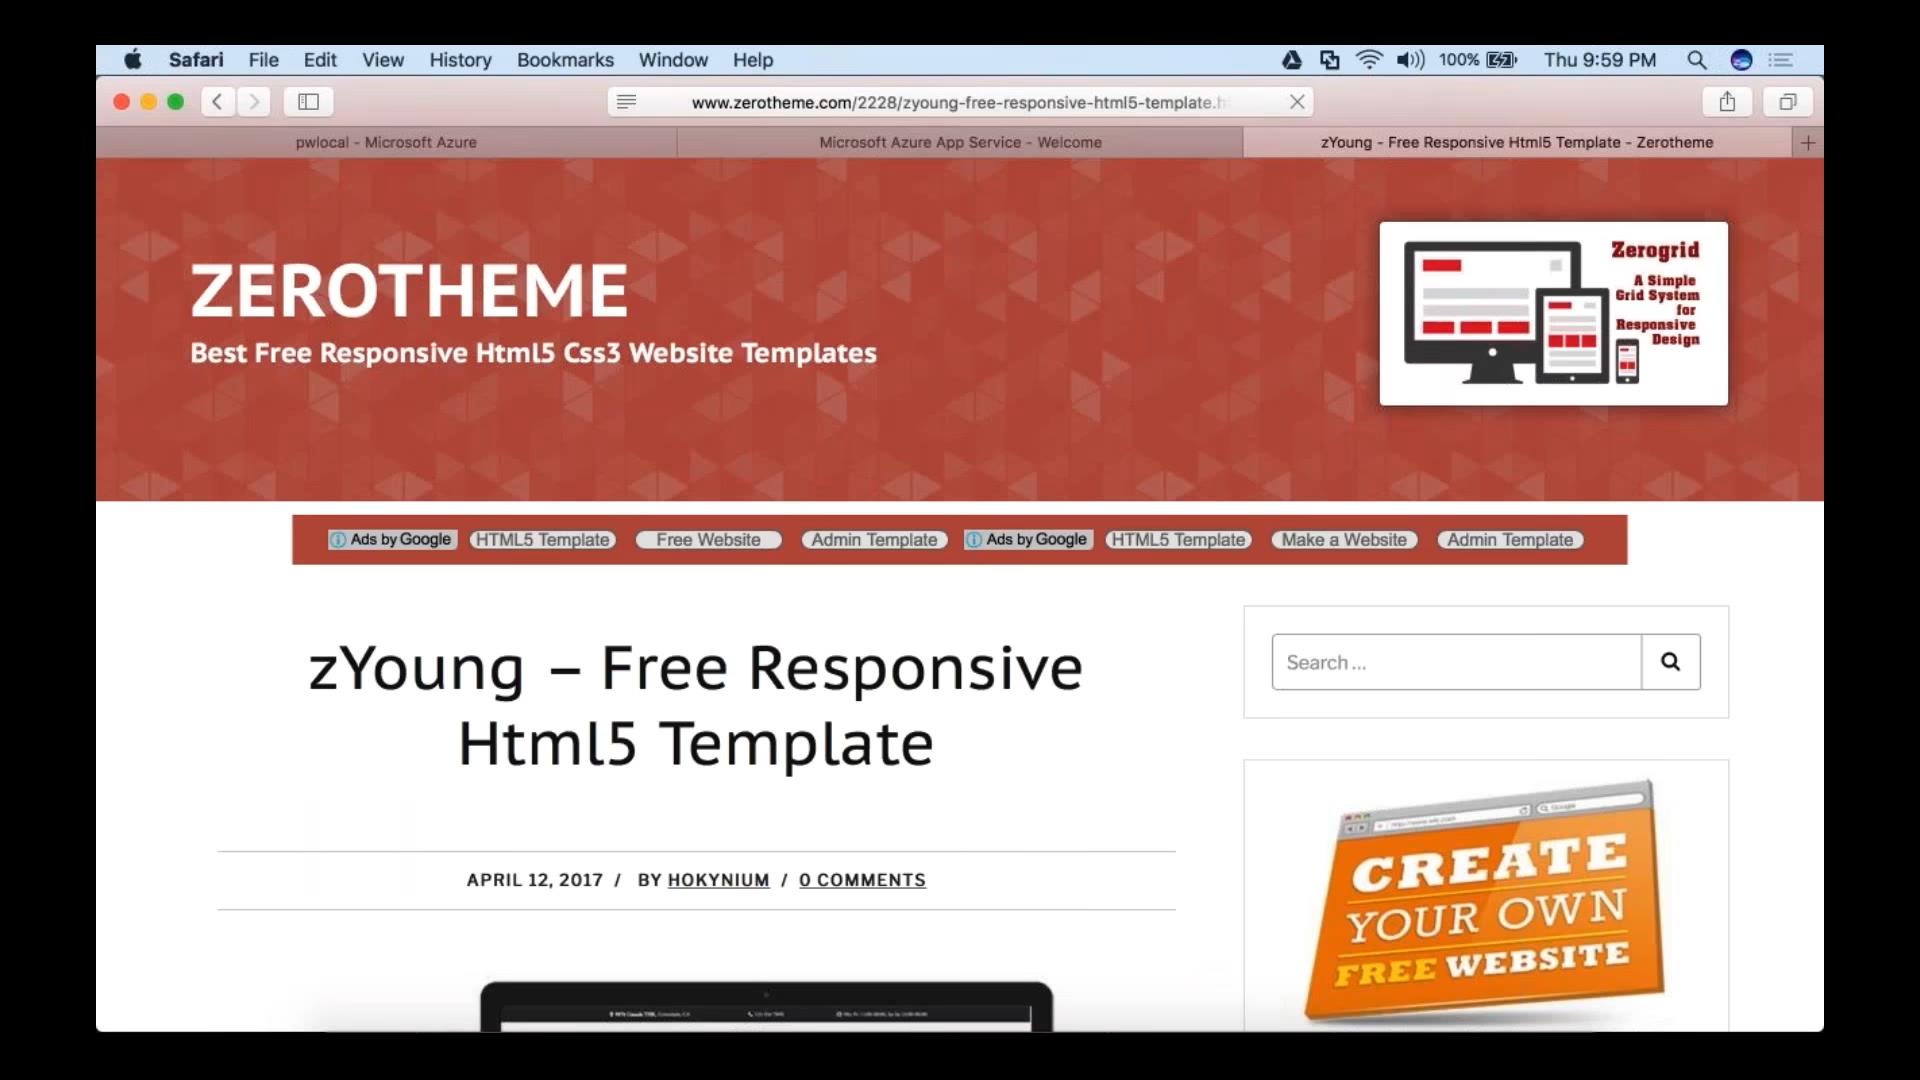 Safari File Edit View History Bookmarks Window Help 100% Thu 9:59 PM
www.zerotheme.com/2228/zyoung-free-responsive-html5-template.h
pwlocal - Microsoft Azure
Microsoft Azure App Service - Welcome
zYoung - Free Responsive Html5 Template - Zerotheme
ZEROTHEME
Best Free Responsive Html5 Css3 Website Templates
Zerogrid
A Simple
Grid System
for
Responsive
Design
Ads by Google HTML5 Template Free Website Admin Template Ads by Google HTML5 Template Make a Website Admin Template
zYoung – Free Responsive
Html5 Template
Search ...
APRIL 12, 2017 / BY HOKYNIUM / 0 COMMENTS
Google
CREATE
YOUR OWN
FREE WEBSITE